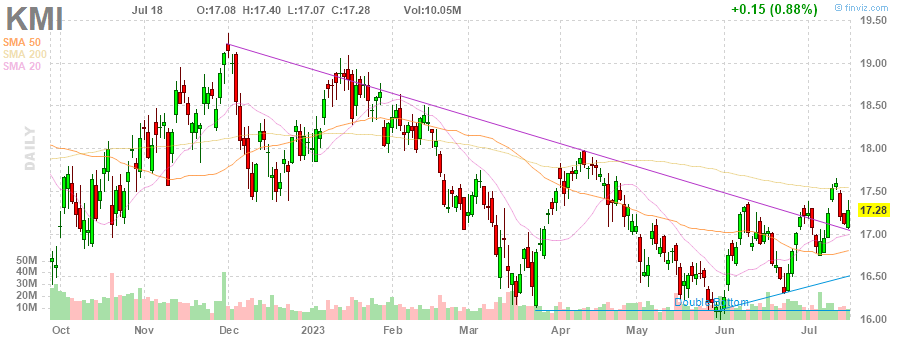 KMI
Jul 18 O:17.08 H:17.40 L:17.07 C:17.28 Vol:10.05M +0.15 (0.88%) © finviz.com
SMA 50
SMA 200
SMA 20
DAILY
19.50
19.00
18.50
18.00
17.50
17.28
17.00
16.50
16.00
50M
40M
30M
20M
10M
Double Bottom
Oct Nov Dec 2023 Feb Mar Apr May Jun Jul